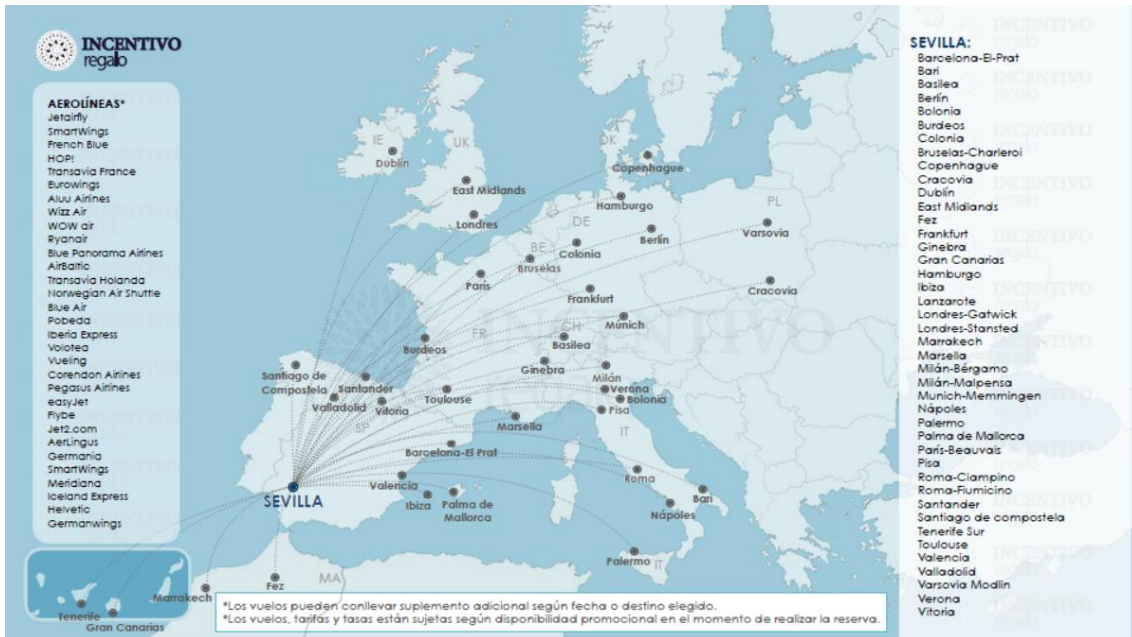 INCENTIVO
regalo
AEROLÍNEAS*
Jetairfly
SmartWings
French Blue
HOP!
Transavia France
Eurowings
Aluu Airlines
Wizz Air
WOW air
Ryanair
Blue Panorama Airlines
AirBaltic
Transavia Holanda
Norwegian Air Shuttle
Blue Air
Pobeda
Iberia Express
Volotea
Vueling
Corendon Airlines
Pegasus Airlines
easyJet
Flybe
Jet2.com
AerLingus
Germania
SmartWings
Meridiana
Iceland Express
Helvetic
Germanwings
IE
Dublín
UK
East Midlands
Londres
DK
Copenhague
Hamburgo
PL
DE
Varsovia
Berlín
Colonia
BE
Bruselas
París
Frankfurt
Cracovia
Munich
FR
CH
Basilea
Burdeos
Ginebra
Milán
Santiago de
Compostela
Santander
Valladolid
Vitoria
Toulouse
Verona
Bolonia
Pisa
Marsella
SP
IT
Barcelona-El Prat
Roma
Valencia
Bari
SEVILLA
Ibiza
Palma de
Mallorca
Nápoles
Palermo
IT
MA
Fez
Marrakech
Tenerife
Gran Canarias
INCENTIVO
*Los vuelos pueden conllevar suplemento adicional según fecha o destino elegido.
*Los vuelos, tarifas y tasas están sujetas según disponibilidad promocional en el momento de realizar la reserva.
SEVILLA:
Barcelona-El-Prat
Bari
Basilea
Berlín
Bolonia
Burdeos
Colonia
Bruselas-Charleroi
Copenhague
Cracovia
Dublín
East Midlands
Fez
Frankfurt
Ginebra
Gran Canarias
Hamburgo
Ibiza
Lanzarote
Londres-Gatwick
Londres-Stansted
Marrakech
Marsella
Milán-Bérgamo
Milán-Malpensa
Munich-Memmingen
Nápoles
Palermo
Palma de Mallorca
París-Beauvais
Pisa
Roma-Ciampino
Roma-Fiumicino
Santander
Santiago de compostela
Tenerife Sur
Toulouse
Valencia
Valladolid
Varsovia Modlin
Verona
Vitoria